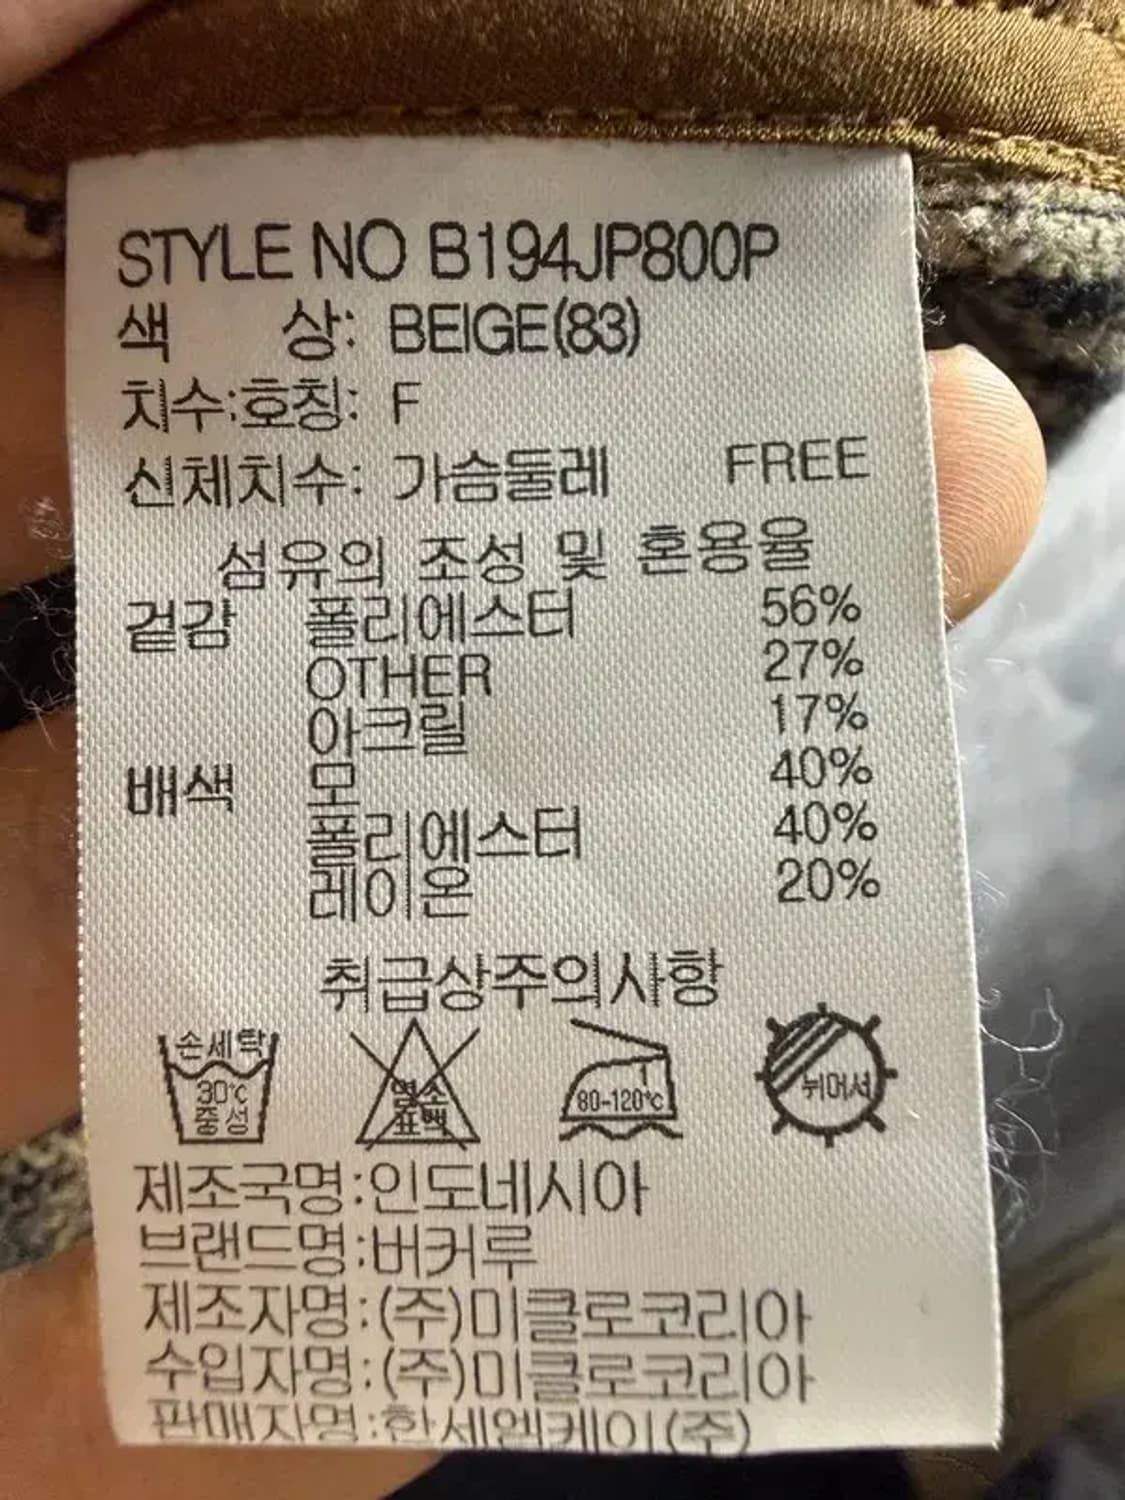 STYLE NO B194JP800P
색 상: BEIGE(83)
치수:호칭: F
신체치수: 가슴둘레 FREE
섬유의 조성 및 혼용율
겉감 폴리에스터 56%
OTHER 27%
아크릴 17%
배색 모 40%
폴리에스터 40%
레이온 20%
취급상주의사항
손세탁 30℃ 중성
염소 표백
1 80-120℃
뉘어서
제조국명:인도네시아
브랜드명:버커루
제조자명:(주)미클로코리아
수입자명:(주)미클로코리아
판매자명:한세엠케이(주)